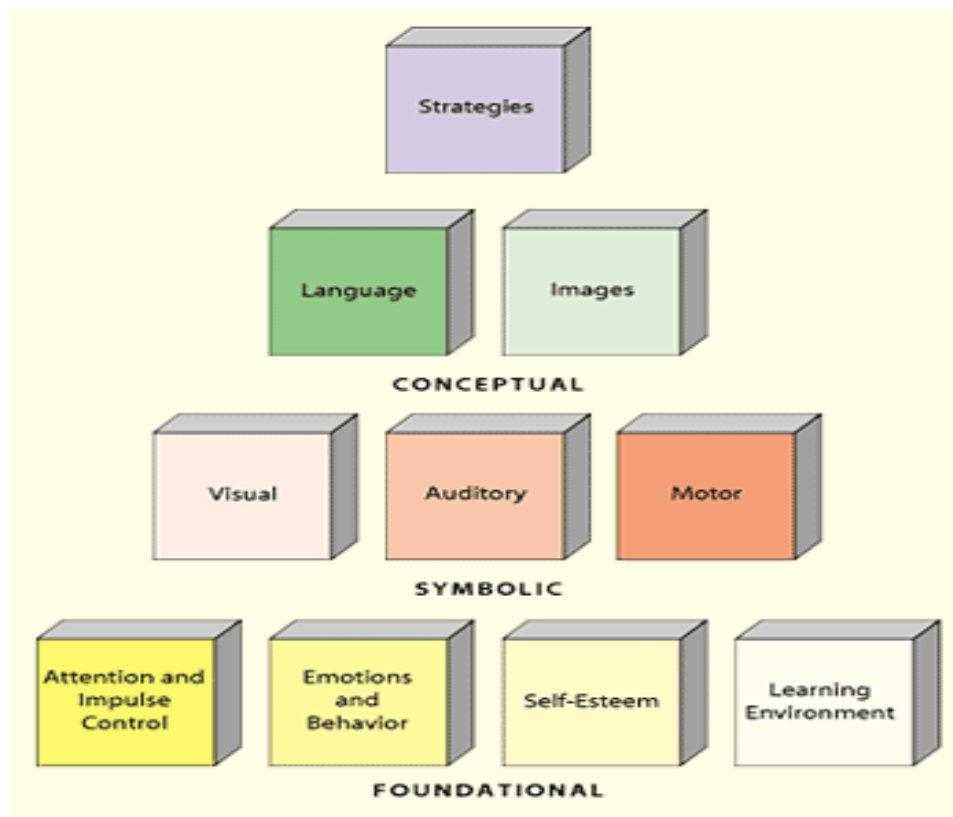 Strategies
Language
Images
CONCEPTUAL
Visual
Auditory
Motor
SYMBOLIC
Attention and
Impulse
Control
Emotions
and
Behavior
Self-Esteem
Learning
Environment
FOUNDATIONAL